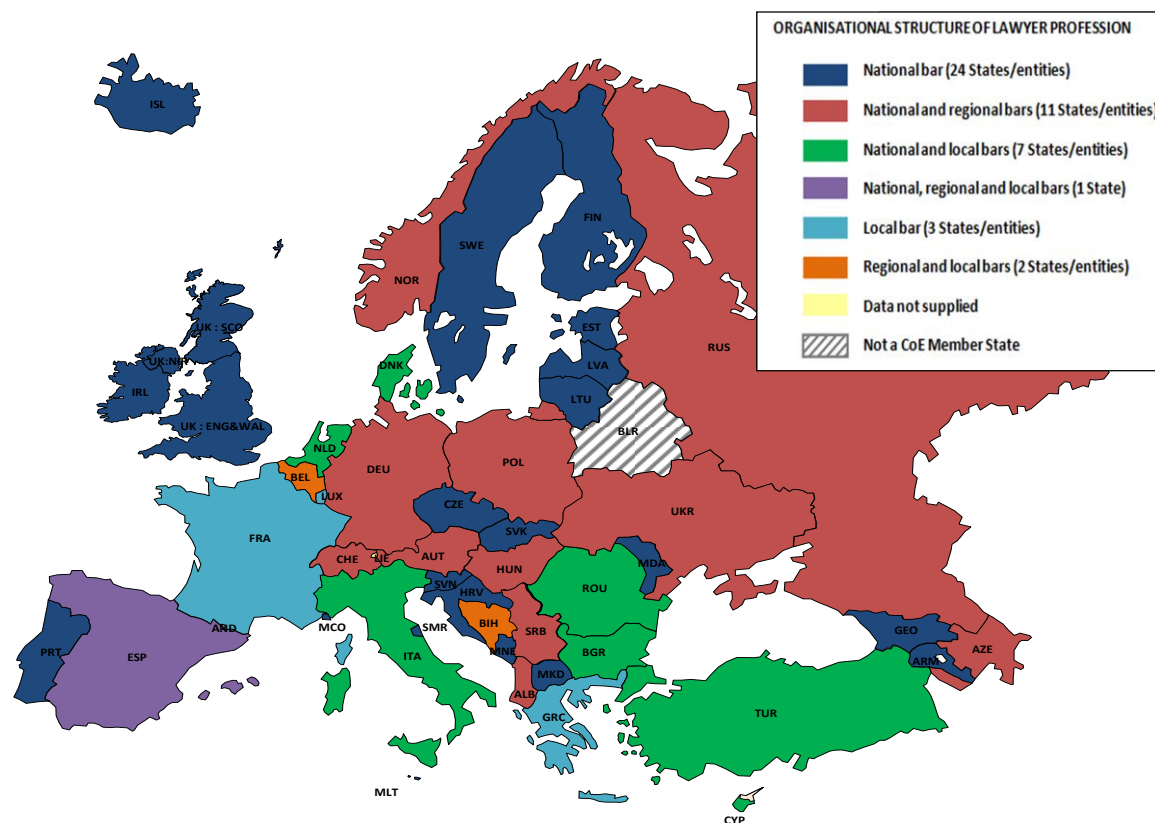 ORGANISATIONAL STRUCTURE OF LAWYER PROFESSION
National bar (24 States/entities)
National and regional bars (11 States/entities)
National and local bars (7 States/entities)
National, regional and local bars (1 State)
Local bar (3 States/entities)
Regional and local bars (2 States/entities)
Data not supplied
Not a CoE Member State
ISL
FIN
SWE
NOR
UK : SCO
EST
RUS
UK:NIR
DNK
LVA
IRL
LTU
UK : ENG&WAL
BLR
NLD
DEU
POL
BEL
LUX
CZE
UKR
SVK
FRA
CHE
LIE
AUT
HUN
MDA
SVN
HRV
ROU
BIH
MCO
SMR
SRB
AND
GEO
PRT
ESP
ITA
MNE
BGR
AZE
ARM
MKD
ALB
GRC
TUR
MLT
CYP